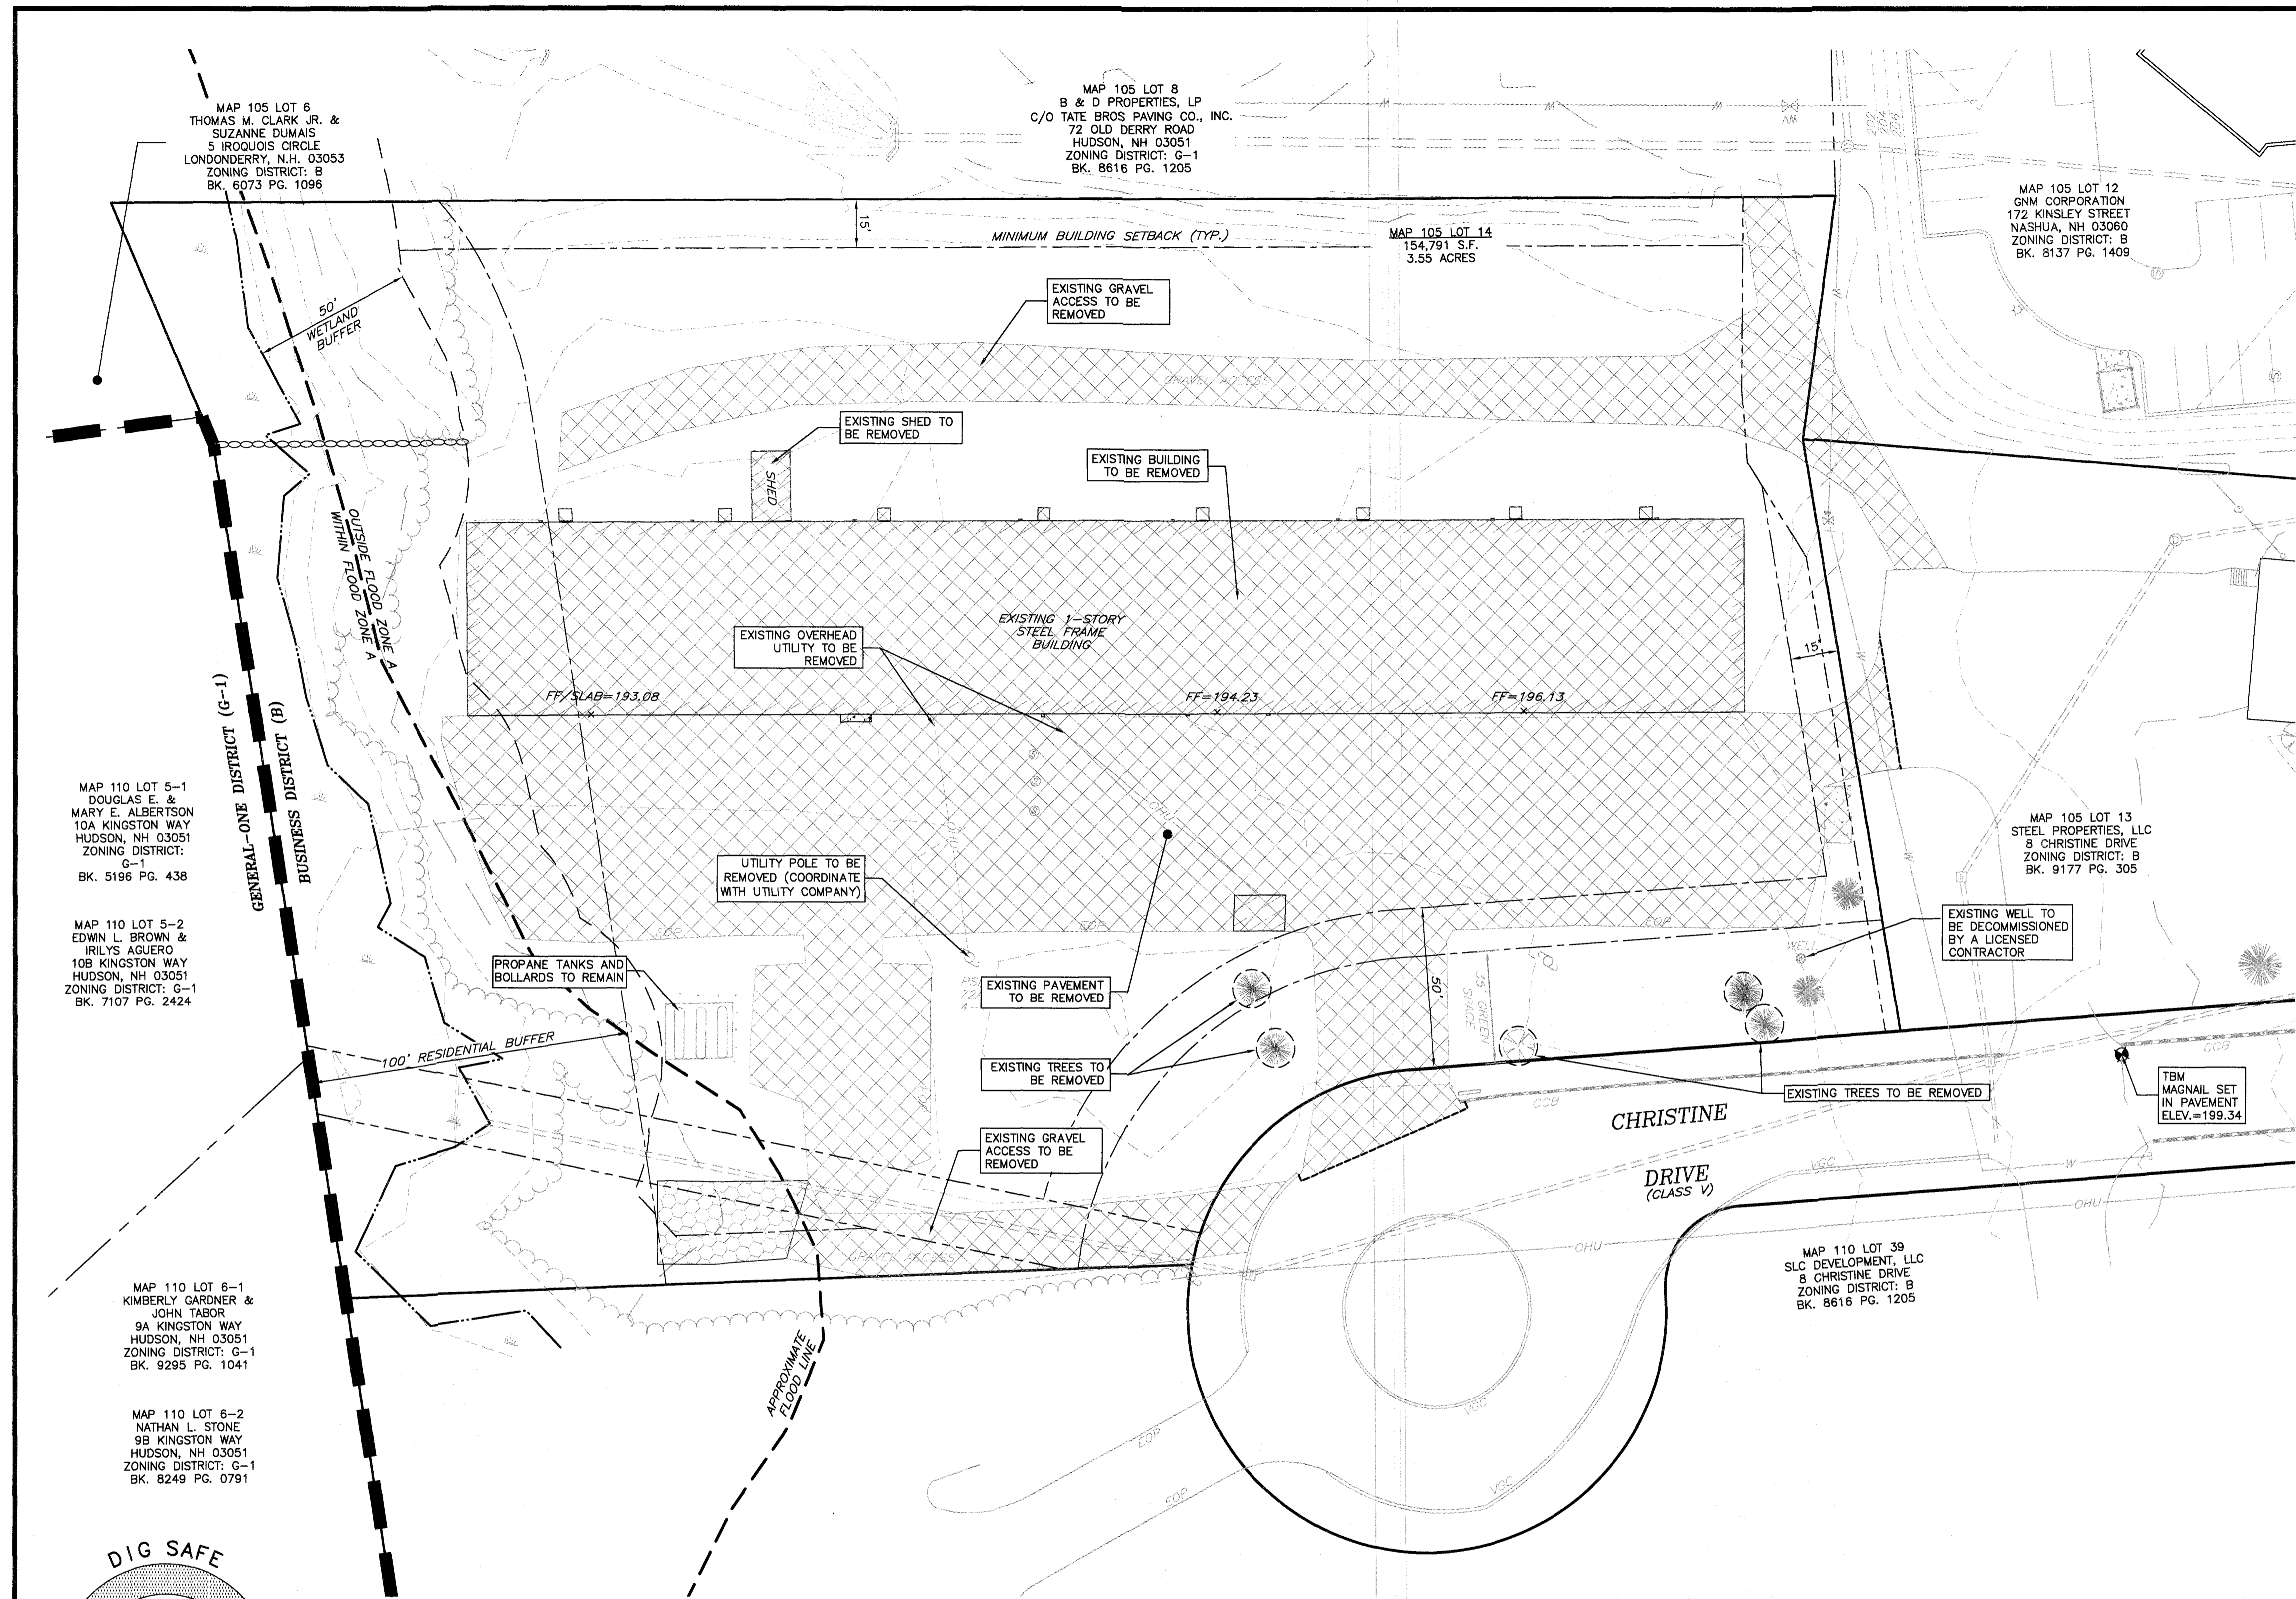 MAP 105 LOT 6
THOMAS M. CLARK JR. &
SUZANNE DUMAIS
5 IROQUOIS CIRCLE
LONDONDERRY, N.H. 03053
ZONING DISTRICT: B
BK. 6073 PG. 1096
MAP 105 LOT 8
B & D PROPERTIES, LP
C/O TATE BROS PAVING CO., INC.
72 OLD DERRY ROAD
HUDSON, NH 03051
ZONING DISTRICT: G-1
BK. 8616 PG. 1205
M
M
M
WV
202
204
206
D
MAP 105 LOT 12
GNM CORPORATION
172 KINSLEY STREET
NASHUA, NH 03060
ZONING DISTRICT: B
BK. 8137 PG. 1409
15'
MINIMUM BUILDING SETBACK (TYP.)
MAP 105 LOT 14
154,791 S.F.
3.55 ACRES
50'
WETLAND
BUFFER
EXISTING GRAVEL
ACCESS TO BE
REMOVED
W
S
S
GRAVEL ACCESS
EXISTING SHED TO
BE REMOVED
SHED
EXISTING BUILDING
TO BE REMOVED
OUTSIDE FLOOD ZONE A
WITHIN FLOOD ZONE A
EXISTING 1-STORY
STEEL FRAME
BUILDING
EXISTING OVERHEAD
UTILITY TO BE
REMOVED
15'
W
FF/SLAB=193.08
FF=194.23
FF=196.13
GENERAL-ONE DISTRICT (G-1)
BUSINESS DISTRICT (B)
S
S
S
OHU
OHU
MAP 110 LOT 5-1
DOUGLAS E. &
MARY E. ALBERTSON
10A KINGSTON WAY
HUDSON, NH 03051
ZONING DISTRICT:
G-1
BK. 5196 PG. 438
MAP 105 LOT 13
STEEL PROPERTIES, LLC
8 CHRISTINE DRIVE
ZONING DISTRICT: B
BK. 9177 PG. 305
W
UTILITY POLE TO BE
REMOVED (COORDINATE
WITH UTILITY COMPANY)
MAP 110 LOT 5-2
EDWIN L. BROWN &
IRILYS AGUERO
10B KINGSTON WAY
HUDSON, NH 03051
ZONING DISTRICT: G-1
BK. 7107 PG. 2424
EOP
EOP
EOP
WELL
EXISTING WELL TO
BE DECOMMISSIONED
BY A LICENSED
CONTRACTOR
PROPANE TANKS AND
BOLLARDS TO REMAIN
EXISTING PAVEMENT
TO BE REMOVED
50'
35' GREEN
SPACE
100' RESIDENTIAL BUFFER
EOP
EXISTING TREES TO
BE REMOVED
EXISTING TREES TO BE REMOVED
CCB
CCB
TBM
MAGNAIL SET
IN PAVEMENT
ELEV.=199.34
CHRISTINE
DRIVE
(CLASS V)
EXISTING GRAVEL
ACCESS TO BE
REMOVED
VGC
W
OHU
OHU
GRAVEL ACCESS
MAP 110 LOT 39
SLC DEVELOPMENT, LLC
8 CHRISTINE DRIVE
ZONING DISTRICT: B
BK. 8616 PG. 1205
MAP 110 LOT 6-1
KIMBERLY GARDNER &
JOHN TABOR
9A KINGSTON WAY
HUDSON, NH 03051
ZONING DISTRICT: G-1
BK. 9295 PG. 1041
APPROXIMATE
FLOOD LINE
VGC
MAP 110 LOT 6-2
NATHAN L. STONE
9B KINGSTON WAY
HUDSON, NH 03051
ZONING DISTRICT: G-1
BK. 8249 PG. 0791
EOP
EOP
VGC
DIG SAFE